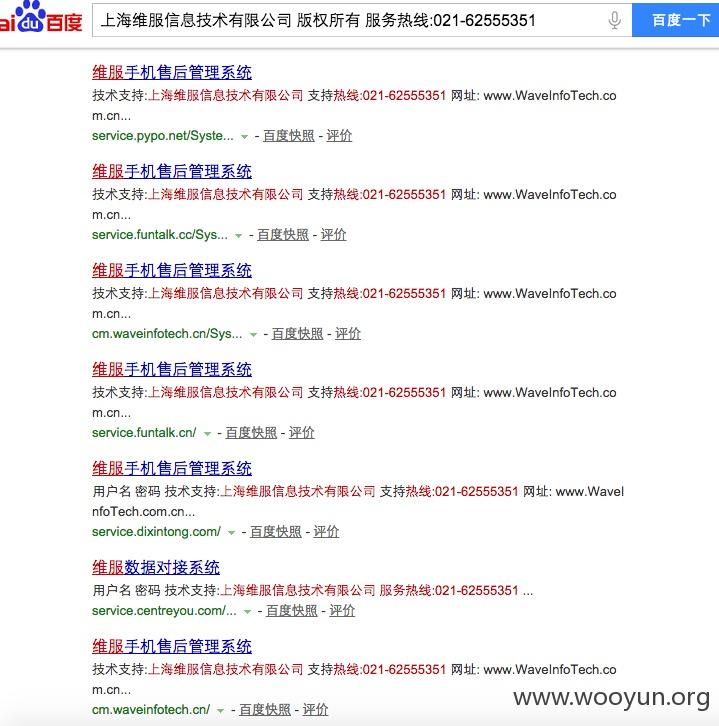 ai du 百度 上海维服信息技术有限公司 版权所有 服务热线:021-62555351 百度一下
维服手机售后管理系统
技术支持:上海维服信息技术有限公司 支持热线:021-62555351 网址: www.WaveInfoTech.co
m.cn...
service.pypo.net/Syste... - 百度快照 - 评价
维服手机售后管理系统
技术支持:上海维服信息技术有限公司 支持热线:021-62555351 网址: www.WaveInfoTech.co
m.cn...
service.funtalk.cc/Sys... - 百度快照 - 评价
维服手机售后管理系统
技术支持:上海维服信息技术有限公司 支持热线:021-62555351 网址: www.WaveInfoTech.co
m.cn...
cm.waveinfotech.cn/Sys... - 百度快照 - 评价
维服手机售后管理系统
技术支持:上海维服信息技术有限公司 支持热线:021-62555351 网址: www.WaveInfoTech.co
m.cn...
service.funtalk.cn/ - 百度快照 - 评价
维服手机售后管理系统
用户名 密码 技术支持:上海维服信息技术有限公司 支持热线:021-62555351 网址: www.WaveI
nfoTech.com.cn...
service.dixintong.com/ - 百度快照 - 评价
维服数据对接系统
用户名 密码 技术支持:上海维服信息技术有限公司 服务热线:021-62555351 ...
service.centreyou.com/... - 百度快照 - 评价
维服手机售后管理系统
技术支持:上海维服信息技术有限公司 支持热线:021-62555351 网址: www.WaveInfoTech.co
m.cn...
cm.waveinfotech.cn/ - 百度快照 - 评价
www.wooyun.org